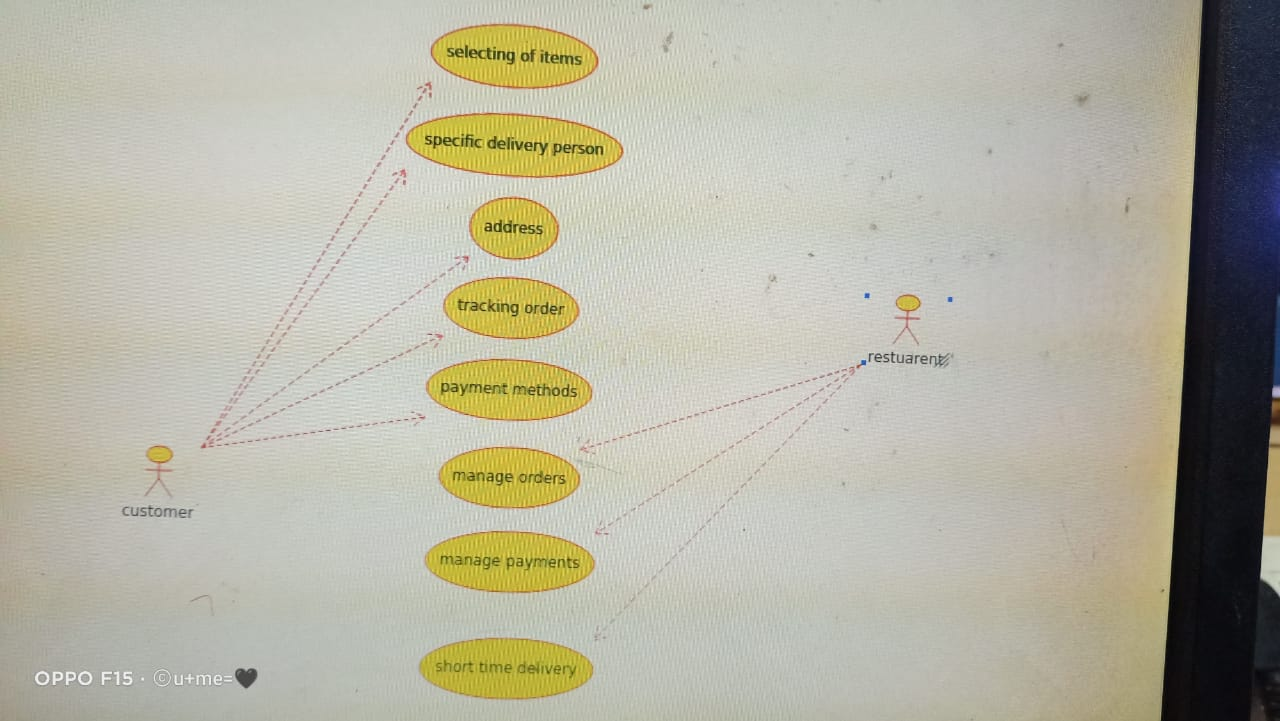 selecting of items
specific delivery person
address
tracking order
payment methods
restuarent
manage orders
customer
manage payments
short time delivery
OPPO F15 · ©u+me=🖤